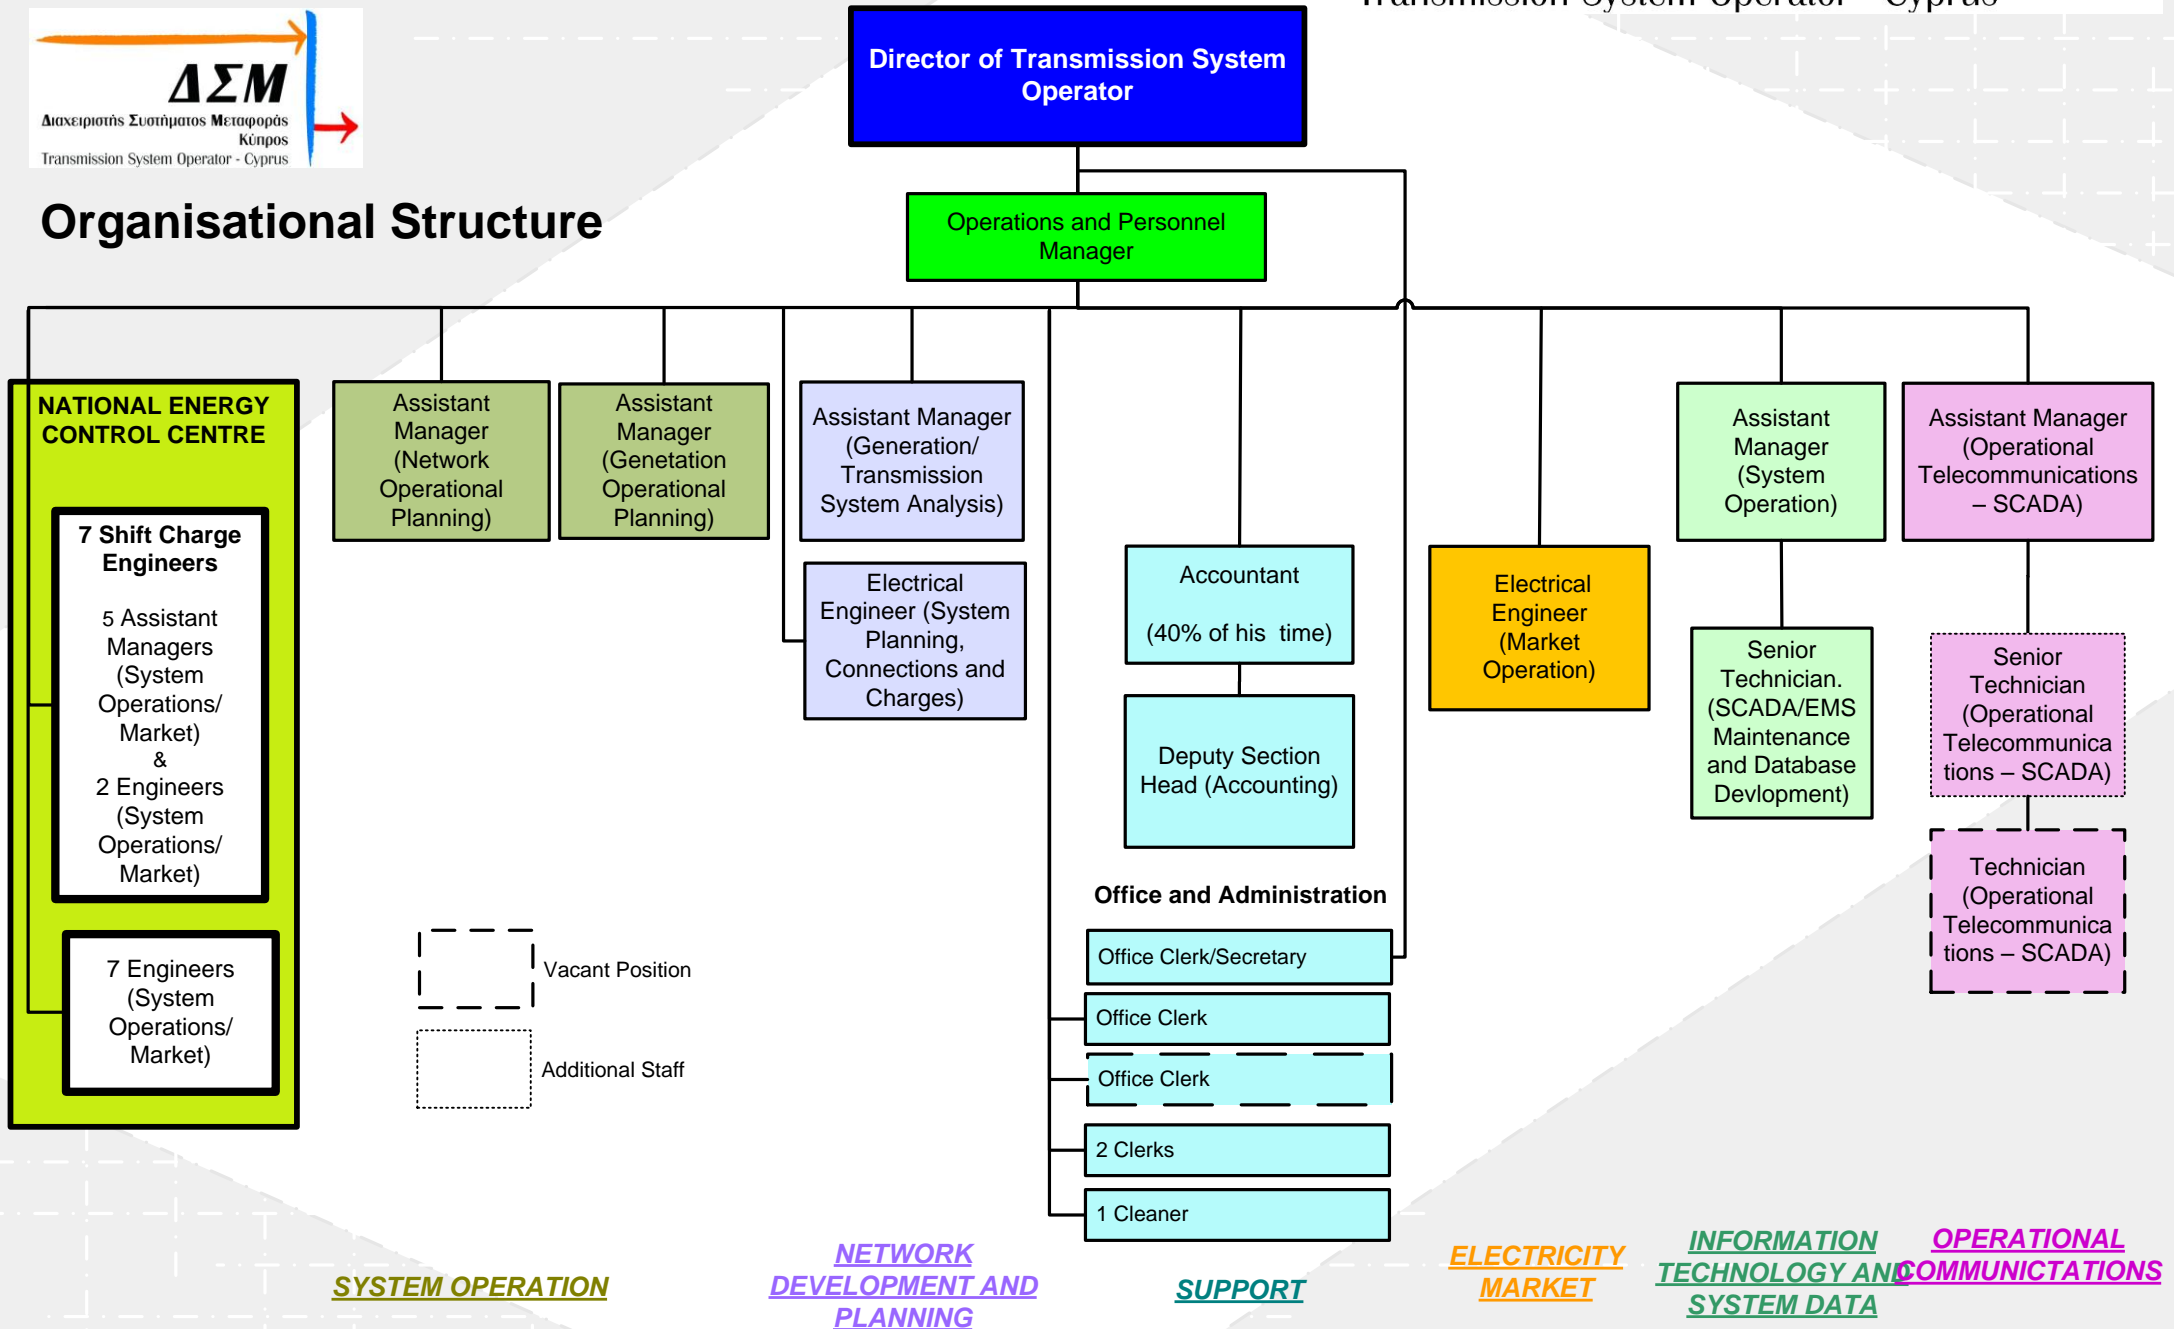 Transmission System Operator - Cyprus
ΔΣΜ
Διαχειριστής Συστήματος Μεταφοράς
Κύπρος
Transmission System Operator - Cyprus
Organisational Structure
Director of Transmission System
Operator
Operations and Personnel
Manager
NATIONAL ENERGY
CONTROL CENTRE
7 Shift Charge
Engineers
5 Assistant
Managers
(System
Operations/
Market)
&
2 Engineers
(System
Operations/
Market)
7 Engineers
(System
Operations/
Market)
Assistant
Manager
(Network
Operational
Planning)
Assistant
Manager
(Genetation
Operational
Planning)
Assistant Manager
(Generation/
Transmission
System Analysis)
Electrical
Engineer (System
Planning,
Connections and
Charges)
Accountant
(40% of his  time)
Deputy Section
Head (Accounting)
Office and Administration
Office Clerk/Secretary
Office Clerk
Office Clerk
2 Clerks
1 Cleaner
Electrical
Engineer
(Market
Operation)
Assistant
Manager
(System
Operation)
Senior
Technician.
(SCADA/EMS
Maintenance
and Database
Devlopment)
Assistant Manager
(Operational
Telecommunications
– SCADA)
Senior
Technician
(Operational
Telecommunica
tions – SCADA)
Technician
(Operational
Telecommunica
tions – SCADA)
Vacant Position
Additional Staff
SYSTEM OPERATION
NETWORK
DEVELOPMENT AND
PLANNING
SUPPORT
ELECTRICITY
MARKET
INFORMATION
TECHNOLOGY AND
SYSTEM DATA
OPERATIONAL
COMMUNICTATIONS